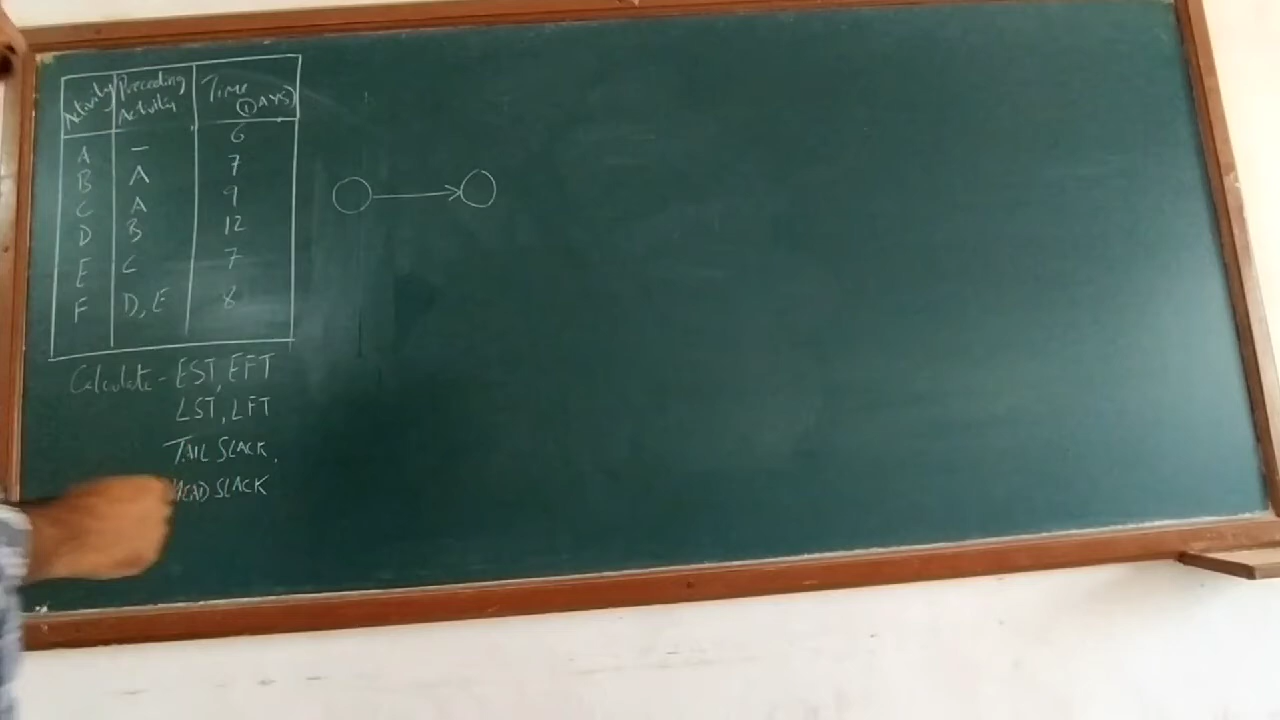 Activity Preceding Activity Time (DAYS)
A - 6
B A 7
C A 9
D B 12
E C 7
F D, E 8
Calculate - EST, EFT
LST, LFT
TAIL SLACK.
HEAD SLACK